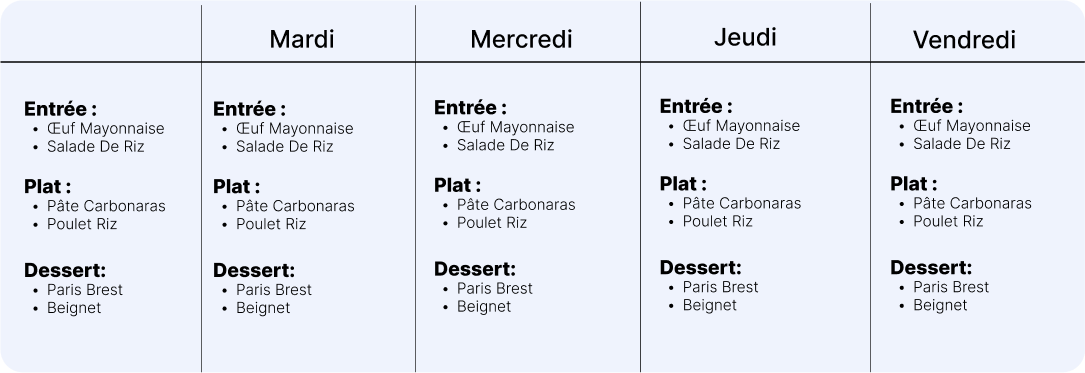 Mardi
Mercredi
Jeudi
Vendredi
Entrée :
• Œuf Mayonnaise
• Salade De Riz
Plat :
• Pâte Carbonaras
• Poulet Riz
Dessert:
• Paris Brest
• Beignet
Entrée :
• Œuf Mayonnaise
• Salade De Riz
Plat :
• Pâte Carbonaras
• Poulet Riz
Dessert:
• Paris Brest
• Beignet
Entrée :
• Œuf Mayonnaise
• Salade De Riz
Plat :
• Pâte Carbonaras
• Poulet Riz
Dessert:
• Paris Brest
• Beignet
Entrée :
• Œuf Mayonnaise
• Salade De Riz
Plat :
• Pâte Carbonaras
• Poulet Riz
Dessert:
• Paris Brest
• Beignet
Entrée :
• Œuf Mayonnaise
• Salade De Riz
Plat :
• Pâte Carbonaras
• Poulet Riz
Dessert:
• Paris Brest
• Beignet